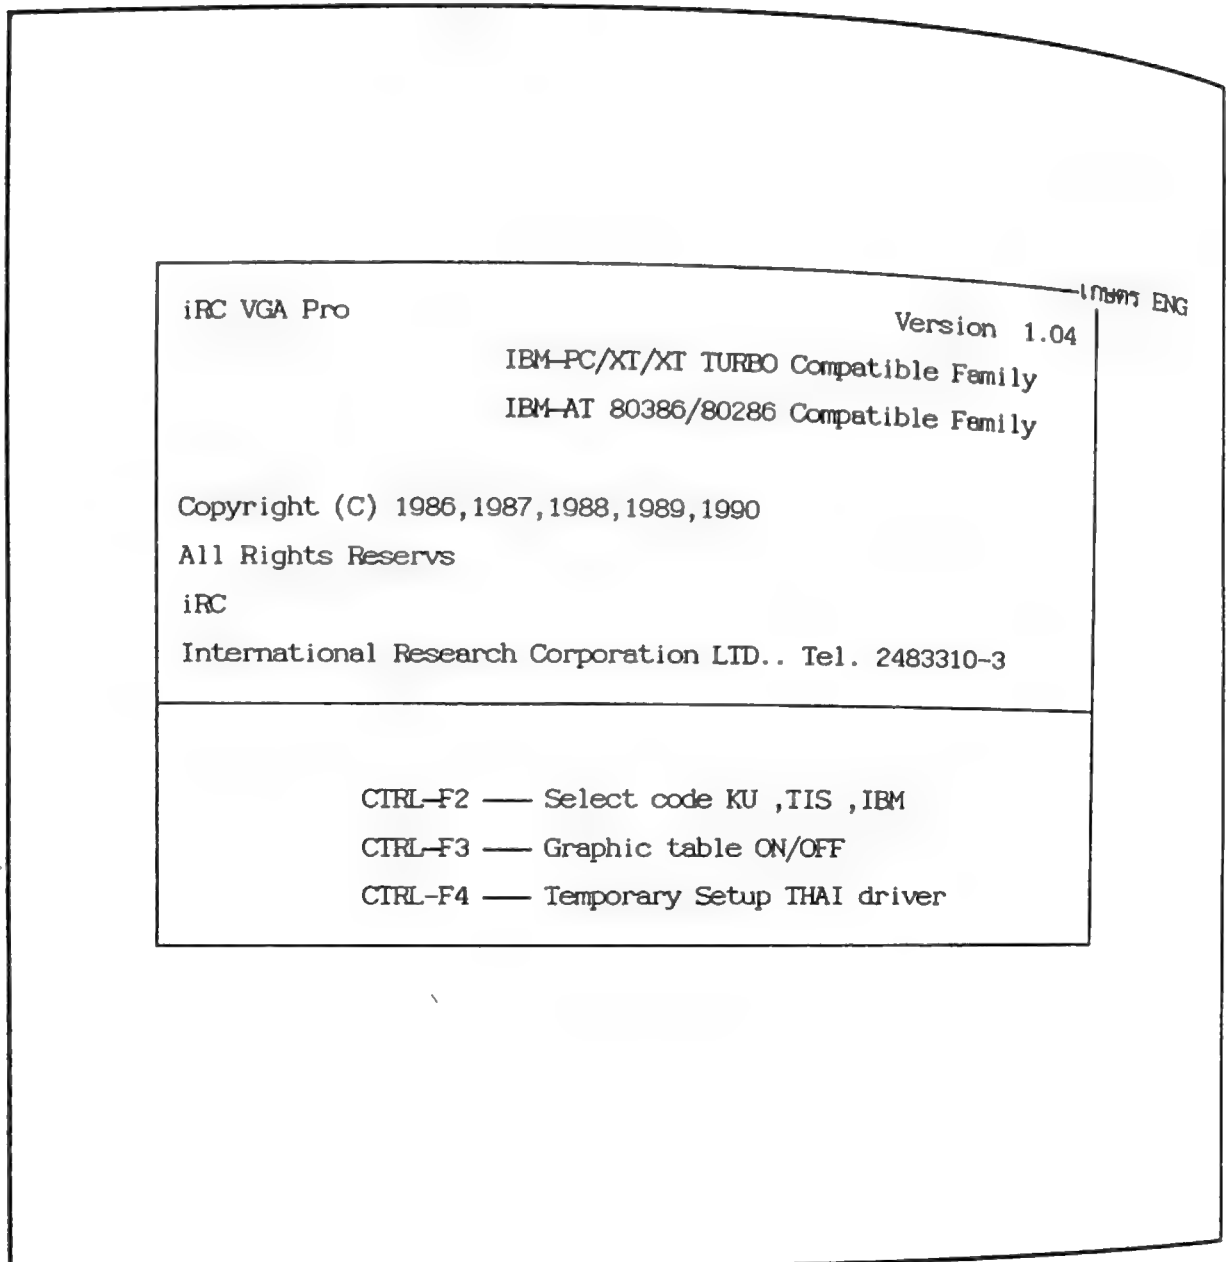 เกษตร ENG
iRC VGA Pro
Version 1.04
IBM-PC/XT/XT TURBO Compatible Family
IBM-AT 80386/80286 Compatible Family
Copyright (C) 1986,1987,1988,1989,1990
All Rights Reservs
iRC
International Research Corporation LTD.. Tel. 2483310-3
CTRL-F2 —— Select code KU ,TIS ,IBM
CTRL-F3 —— Graphic table ON/OFF
CTRL-F4 —— Temporary Setup THAI driver